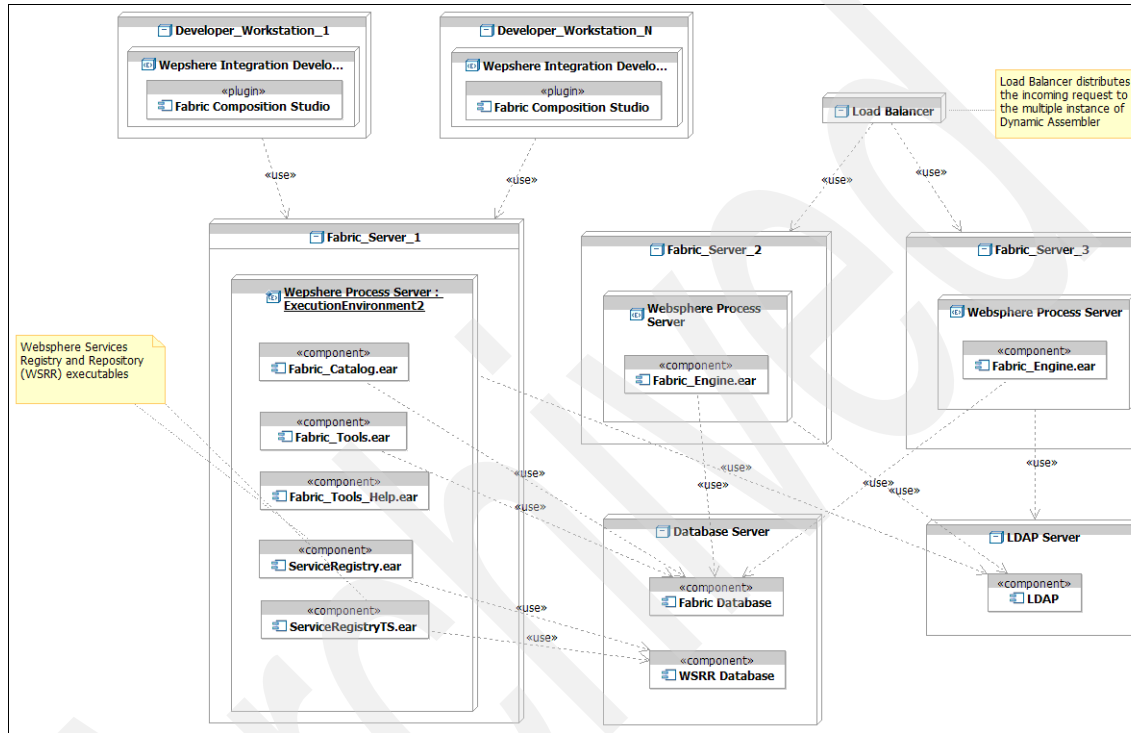 Developer_Workstation_1
Wepshere Integration Develo...
«plugin»
Fabric Composition Studio
Developer_Workstation_N
Wepshere Integration Develo...
«plugin»
Fabric Composition Studio
Load Balancer
Load Balancer distributes
the incoming request to
the multiple instance of
Dynamic Assembler
«use»
«use»
«use»
«use»
Fabric_Server_1
Wepshere Process Server :
ExecutionEnvironment2
«component»
Fabric_Catalog.ear
«component»
Fabric_Tools.ear
«component»
Fabric_Tools_Help.ear
«component»
ServiceRegistry.ear
«component»
ServiceRegistryTS.ear
Websphere Services
Registry and Repository
(WSRR) executables
Fabric_Server_2
Websphere Process
Server
«component»
Fabric_Engine.ear
Fabric_Server_3
Websphere Process Server
«component»
Fabric_Engine.ear
«use»
«use»
«use»
«use»
«use»
«use»
«use»
«use»
«use»
Database Server
«component»
Fabric Database
«component»
WSRR Database
LDAP Server
«component»
LDAP
Archived